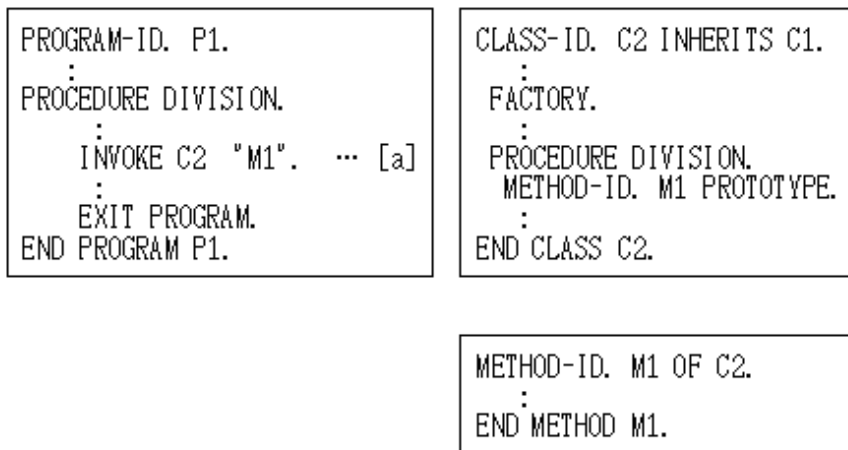 PROGRAM-ID. P1.
:
PROCEDURE DIVISION.
:
INVOKE C2 "M1". … [a]
:
EXIT PROGRAM.
END PROGRAM P1.
CLASS-ID. C2 INHERITS C1.
:
FACTORY.
:
PROCEDURE DIVISION.
METHOD-ID. M1 PROTOTYPE.
:
END CLASS C2.
METHOD-ID. M1 OF C2.
:
END METHOD M1.